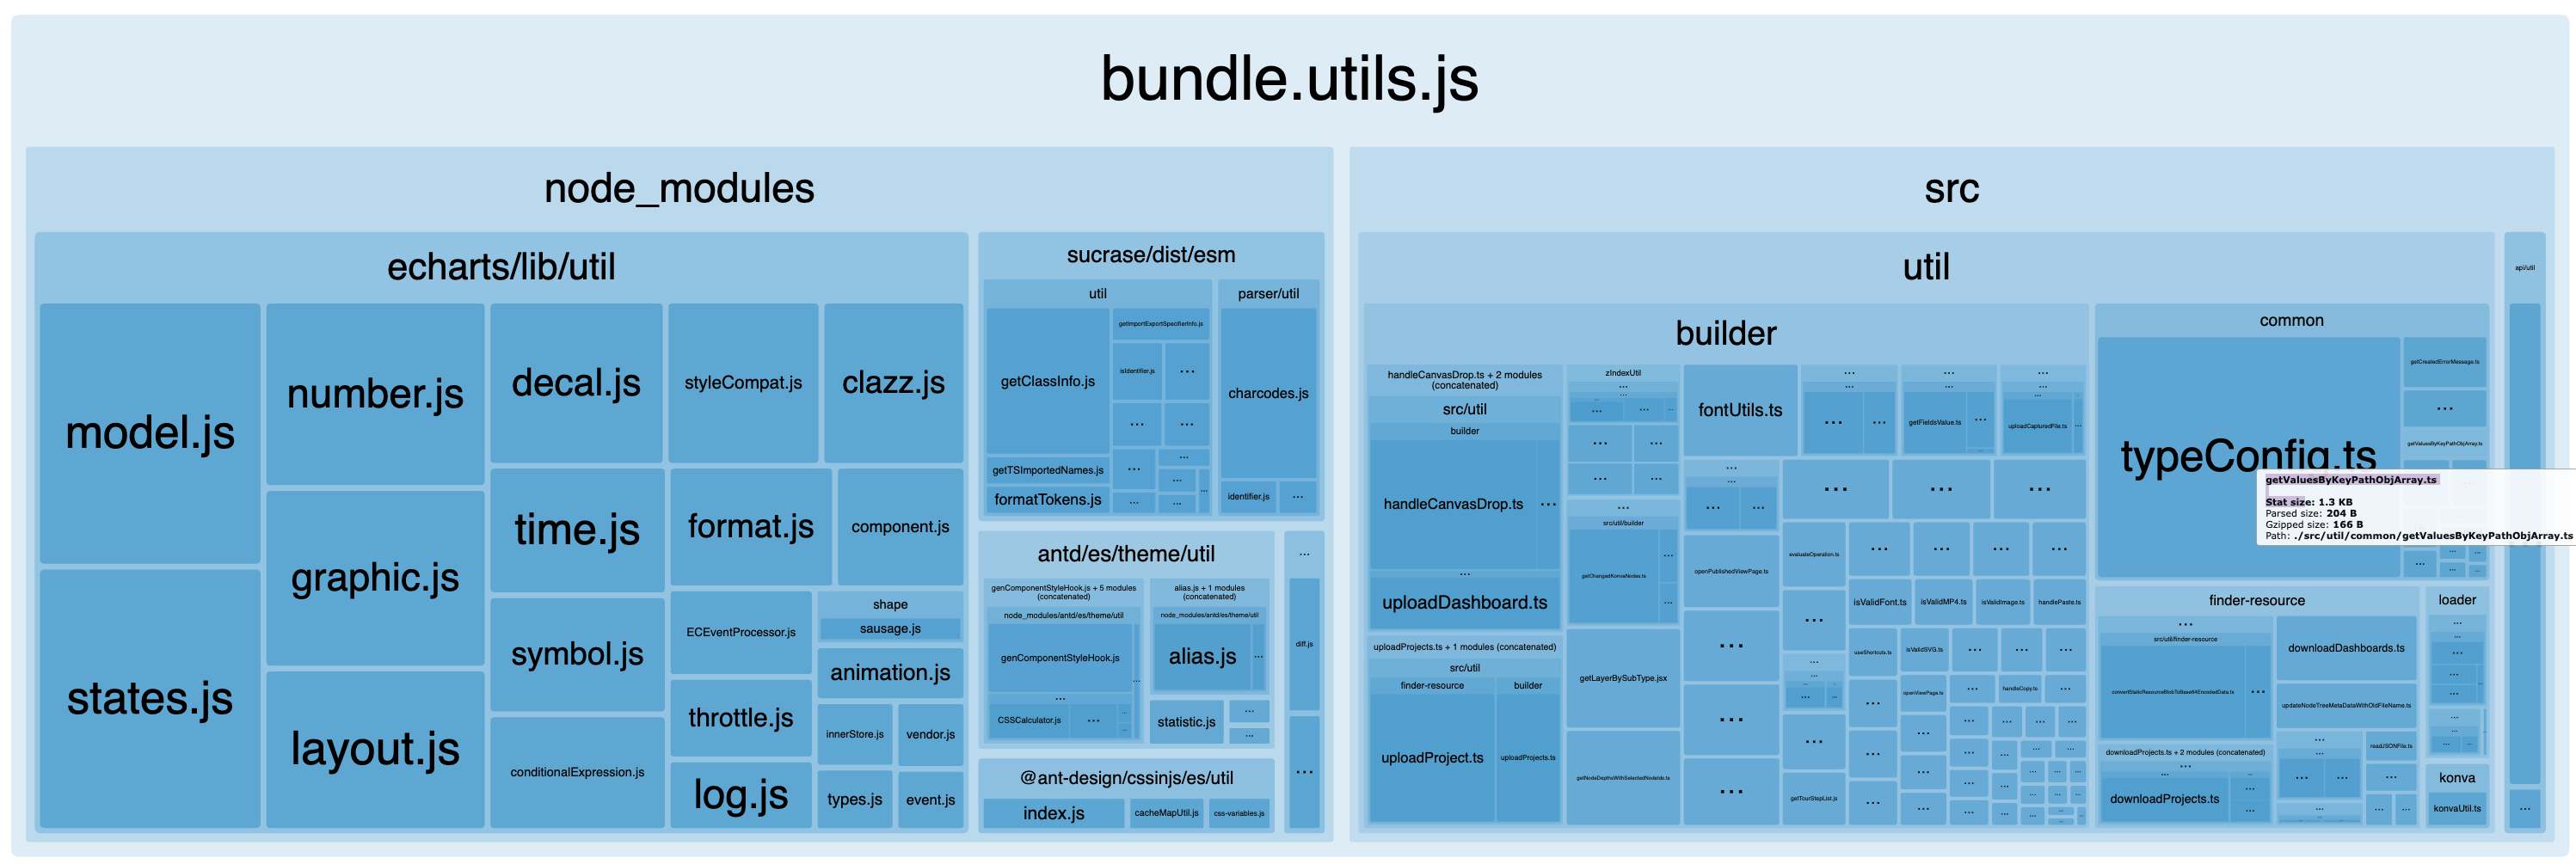 bundle.utils.js
node_modules
echarts/lib/util
model.js
states.js
number.js
graphic.js
layout.js
decal.js
time.js
symbol.js
conditionalExpression.js
styleCompat.js
clazz.js
format.js
component.js
ECEventProcessor.js
throttle.js
log.js
shape
sausage.js
animation.js
innerStore.js
vendor.js
types.js
event.js
sucrase/dist/esm
util
getClassInfo.js
getTSImportedNames.js
formatTokens.js
getImportExportSpecifierInfo.js
isIdentifier.js
parser/util
charcodes.js
identifier.js
antd/es/theme/util
genComponentStyleHook.js + 5 modules
(concatenated)
node_modules/antd/es/theme/util
genComponentStyleHook.js
CSSCalculator.js
alias.js + 1 modules
(concatenated)
node_modules/antd/es/theme/util
alias.js
statistic.js
@ant-design/cssinjs/es/util
index.js
cacheMapUtil.js
css-variables.js
diff.js
src
util
builder
handleCanvasDrop.ts + 2 modules
(concatenated)
src/util
builder
handleCanvasDrop.ts
uploadDashboard.ts
uploadProjects.ts + 1 modules (concatenated)
src/util
finder-resource
builder
uploadProject.ts
uploadProjects.ts
zIndexUtil
src/util/builder
getChangedKonvaNodes.ts
getLayerBySubType.jsx
getNodeDepthsWithSelectedNodeIds.ts
fontUtils.ts
openPublishedViewPage.ts
getFieldsValue.ts
uploadCapturedFile.ts
evaluateOperation.ts
getTourStepList.js
isValidFont.ts
isValidMP4.ts
isValidImage.ts
handlePaste.ts
useShortcuts.ts
isValidSVG.ts
openViewPage.ts
handleCopy.ts
common
typeConfig.ts
getCreatedErrorMessage.ts
getValuesByKeyPathObjArray.ts
getValuesByKeyPathObjArray.ts
Stat size: 1.3 KB
Parsed size: 204 B
Gzipped size: 166 B
Path: ./src/util/common/getValuesByKeyPathObjArray.ts
finder-resource
src/util/finder-resource
convertStaticResourceBlobToBase64EncodedData.ts
downloadProjects.ts + 2 modules (concatenated)
downloadProjects.ts
downloadDashboards.ts
updateNodeTreeMetaDataWithOldFileName.ts
readJSONFile.ts
loader
konva
konvaUtil.ts
api/util